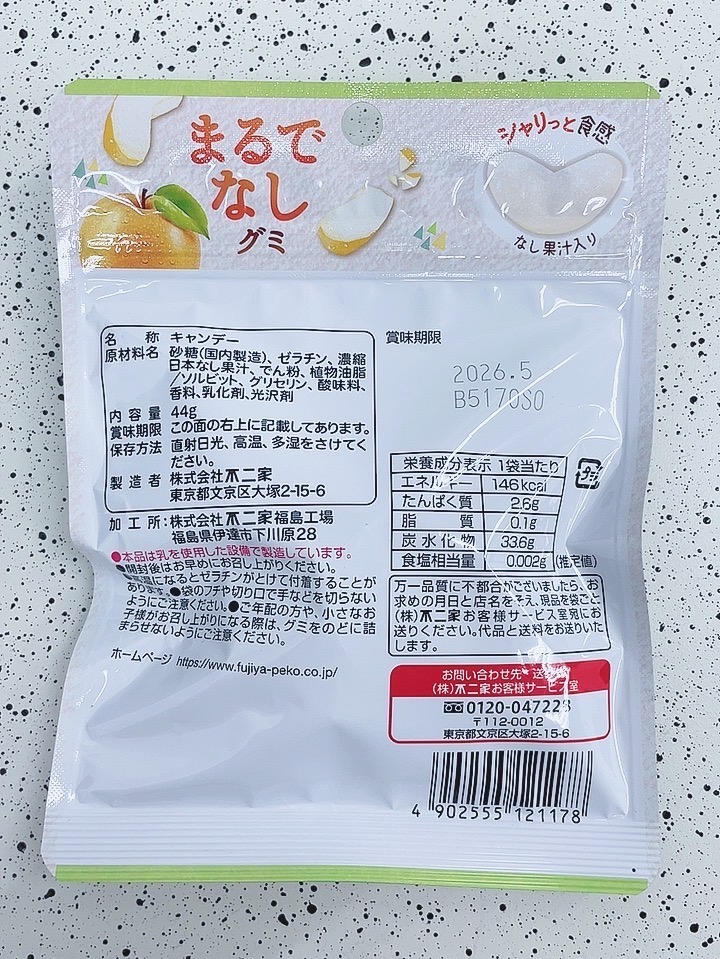 まるで
なし
グミ
シャリっと食感
なし果汁入り
名称 キャンデー
原材料名 砂糖(国内製造)、ゼラチン、濃縮
日本なし果汁、でん粉、植物油脂
/ソルビット、グリセリン、酸味料、
香料、乳化剤、光沢剤
内容量 44g
賞味期限 この面の右上に記載してあります。
保存方法 直射日光、高温、多湿をさけてく
ださい。
製造者 株式会社不二家
東京都文京区大塚2-15-6
加工所:株式会社不二家福島工場
福島県伊達市下川原28
●本品は乳を使用した設備で製造しています。
●開封後はお早めにお召し上がりください。
●高温になるとゼラチンがとけて付着することが
あります。●袋のフチや切り口で手などを切らない
ようにご注意ください。●ご年配の方や、小さなお
子様がお召し上がりになる際は、グミをのどに詰
まらせないようにご注意ください。
ホームページ https://www.fujiya-peko.co.jp/
賞味期限
2026.5
B5170S0
栄養成分表示 1袋当たり
エネルギー 146kcal
たんぱく質 2.6g
脂質 0.1g
炭水化物 33.6g
食塩相当量 0.002g (推定値)
プラ
万一品質に不都合がございましたら、お
求めの月日と店名をそえ、現品を袋ごと
(株)不二家お客様サービス室宛にお
送りください。代品と送料をお送りいた
します。
お問い合わせ先・送付先
(株)不二家お客様サービス室
0120-047228
〒112-0012
東京都文京区大塚2-15-6
4 902555 121178